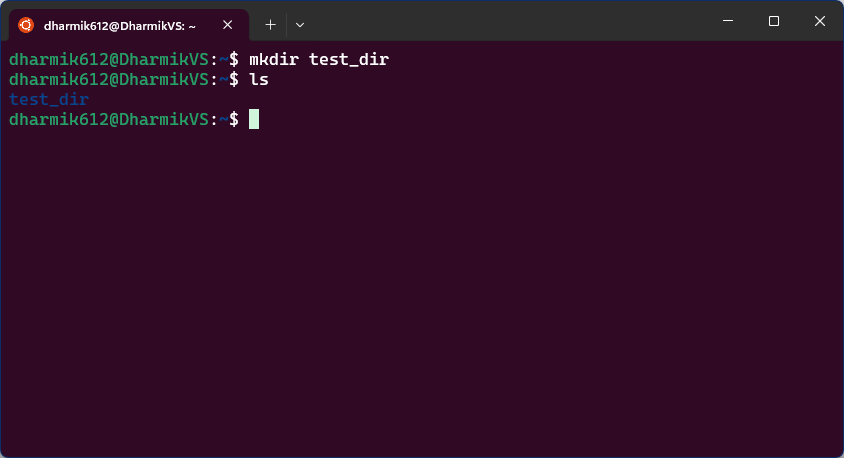 dharmik612@DharmikVS: ~
dharmik612@DharmikVS:~$ mkdir test_dir
dharmik612@DharmikVS:~$ ls
test_dir
dharmik612@DharmikVS:~$